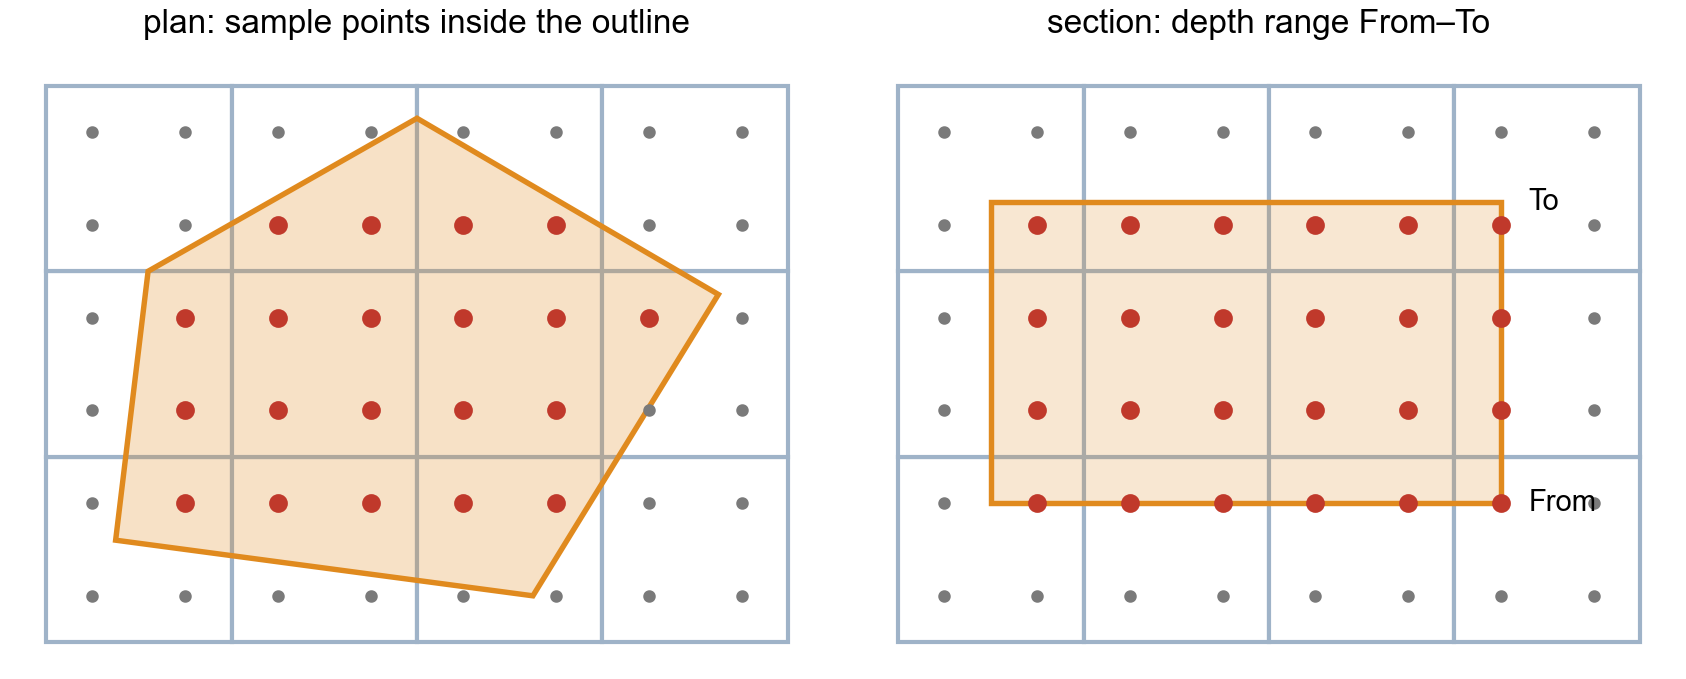 plan: sample points inside the outline
section: depth range From–To
To
From